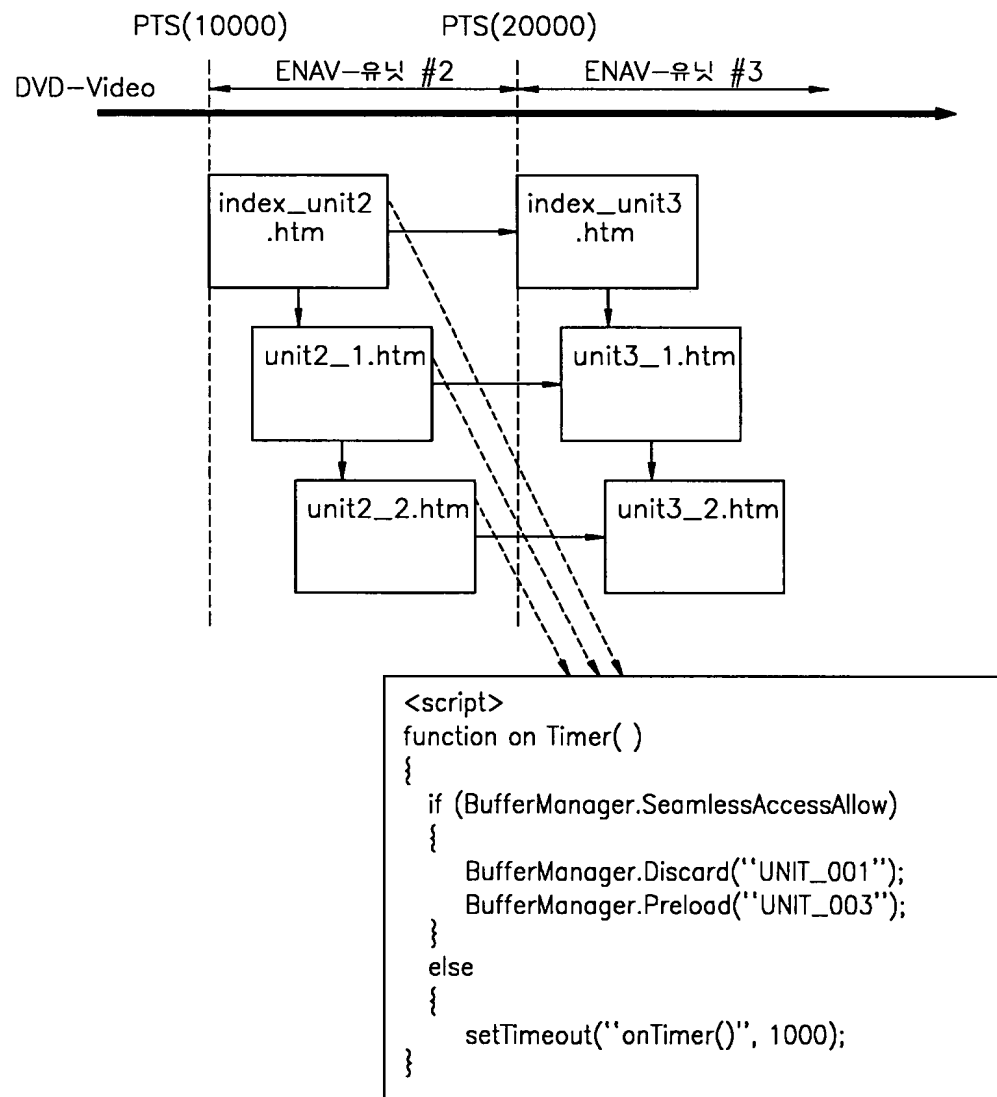 PTS(10000) PTS(20000)
ENAV-유닛 #2 ENAV-유닛 #3
DVD-Video
index_unit2
.htm
index_unit3
.htm
unit2_1.htm
unit3_1.htm
unit2_2.htm
unit3_2.htm
<script>
function on Timer( )
{
if (BufferManager.SeamlessAccessAllow)
{
BufferManager.Discard("UNIT_001");
BufferManager.Preload("UNIT_003");
}
else
{
setTimeout("onTimer()", 1000);
}